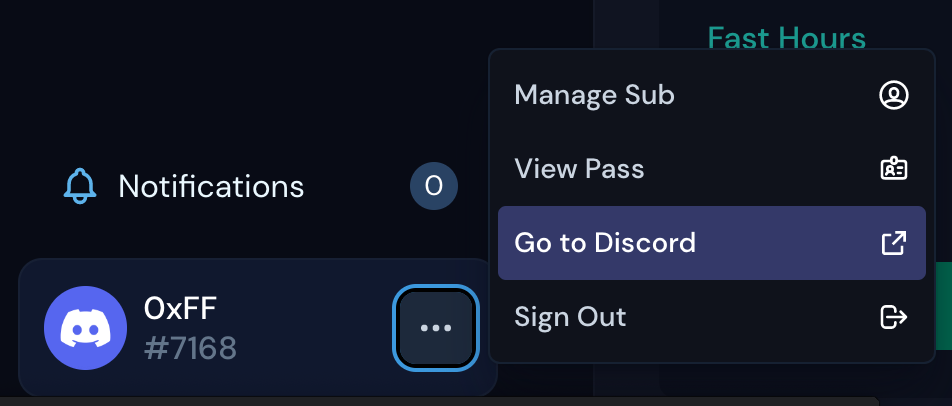 Fast Hours
Manage Sub
View Pass
Notifications 0
Go to Discord
0xFF
#7168
Sign Out